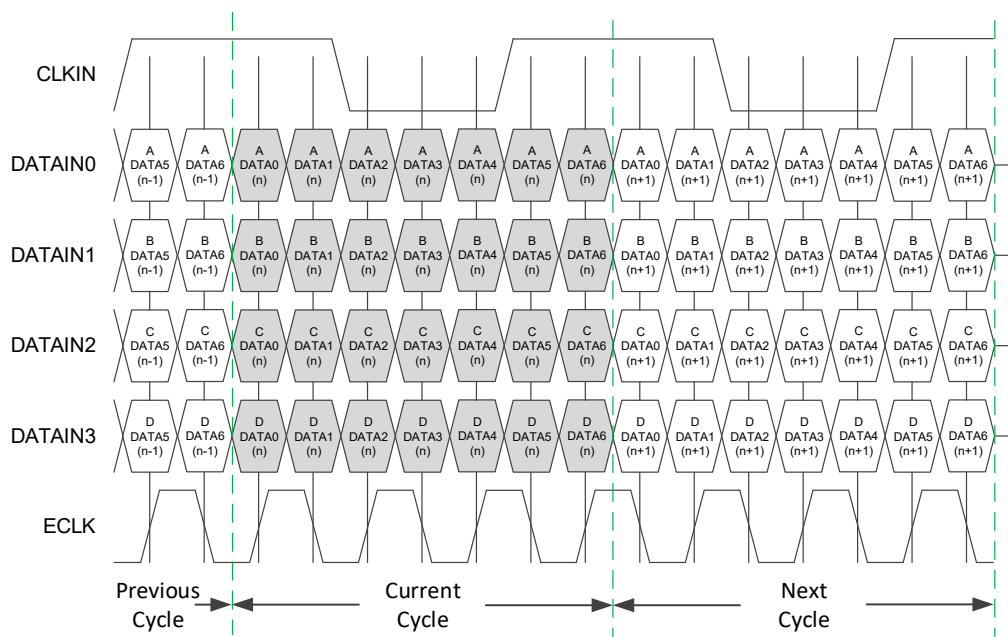 CLKIN
DATAIN0
A A A A A A A A A A A A A A A A
DATA5 DATA6 DATA0 DATA1 DATA2 DATA3 DATA4 DATA5 DATA6 DATA0 DATA1 DATA2 DATA3 DATA4 DATA5 DATA6
(n-1) (n-1) (n) (n) (n) (n) (n) (n) (n) (n+1) (n+1) (n+1) (n+1) (n+1) (n+1) (n+1)
DATAIN1
B B B B B B B B B B B B B B B B
DATA5 DATA6 DATA0 DATA1 DATA2 DATA3 DATA4 DATA5 DATA6 DATA0 DATA1 DATA2 DATA3 DATA4 DATA5 DATA6
(n-1) (n-1) (n) (n) (n) (n) (n) (n) (n) (n+1) (n+1) (n+1) (n+1) (n+1) (n+1) (n+1)
DATAIN2
C C C C C C C C C C C C C C C C
DATA5 DATA6 DATA0 DATA1 DATA2 DATA3 DATA4 DATA5 DATA6 DATA0 DATA1 DATA2 DATA3 DATA4 DATA5 DATA6
(n-1) (n-1) (n) (n) (n) (n) (n) (n) (n) (n+1) (n+1) (n+1) (n+1) (n+1) (n+1) (n+1)
DATAIN3
D D D D D D D D D D D D D D D D
DATA5 DATA6 DATA0 DATA1 DATA2 DATA3 DATA4 DATA5 DATA6 DATA0 DATA1 DATA2 DATA3 DATA4 DATA5 DATA6
(n-1) (n-1) (n) (n) (n) (n) (n) (n) (n) (n+1) (n+1) (n+1) (n+1) (n+1) (n+1) (n+1)
ECLK
Previous
Cycle
Current
Cycle
Next
Cycle